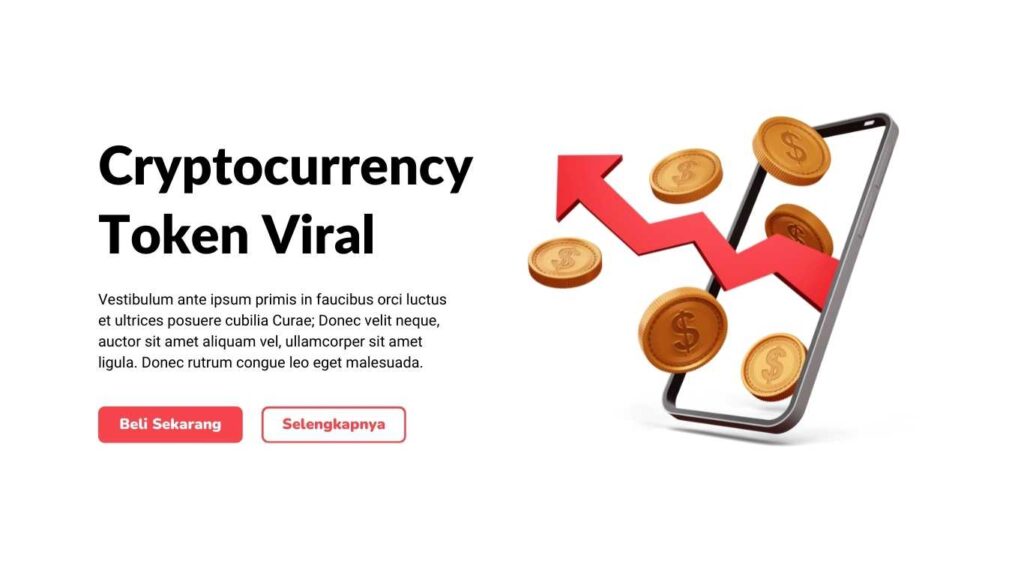 Cryptocurrency
Token Viral
Vestibulum ante ipsum primis in faucibus orci luctus
et ultrices posuere cubilia Curae; Donec velit neque,
auctor sit amet aliquam vel, ullamcorper sit amet
ligula. Donec rutrum congue leo eget malesuada.
Beli Sekarang
Selengkapnya
$
$
$
$
$
$